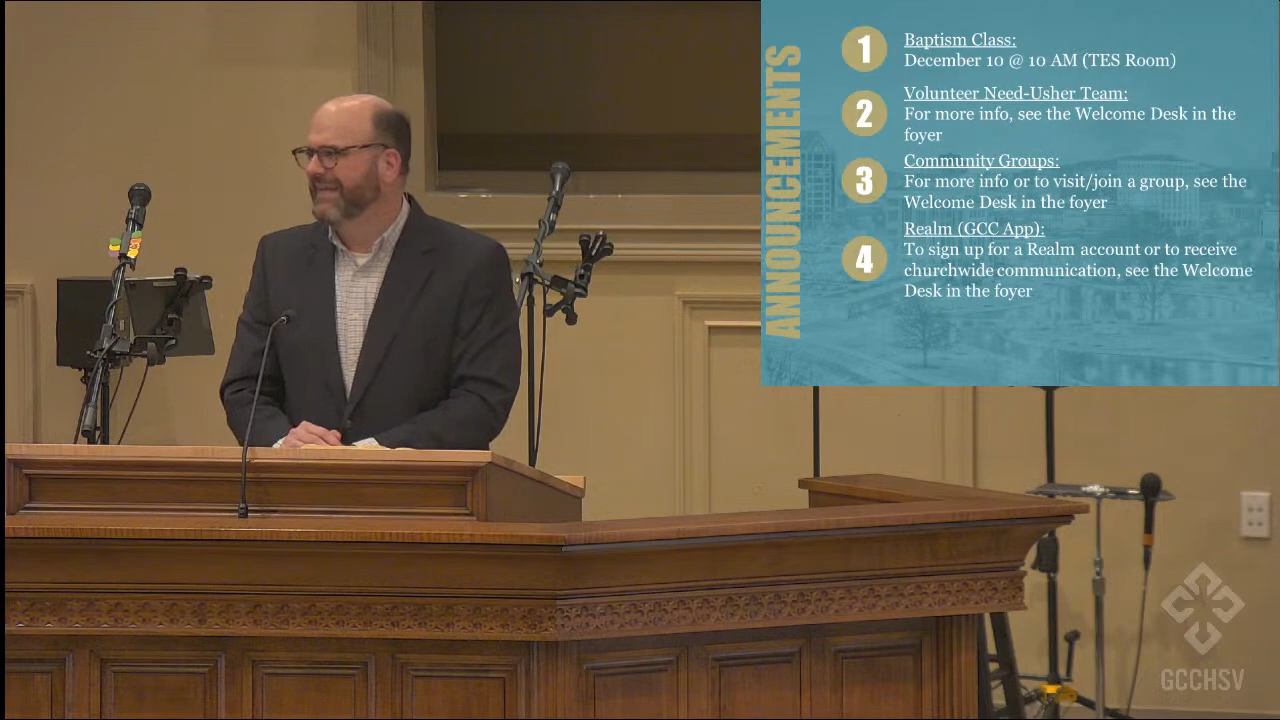 ANNOUNCEMENTS
1
Baptism Class:
December 10 @ 10 AM (TES Room)
2
Volunteer Need-Usher Team:
For more info, see the Welcome Desk in the
foyer
3
Community Groups:
For more info or to visit/join a group, see the
Welcome Desk in the foyer
4
Realm (GCC App):
To sign up for a Realm account or to receive
churchwide communication, see the Welcome
Desk in the foyer
GCCHSV